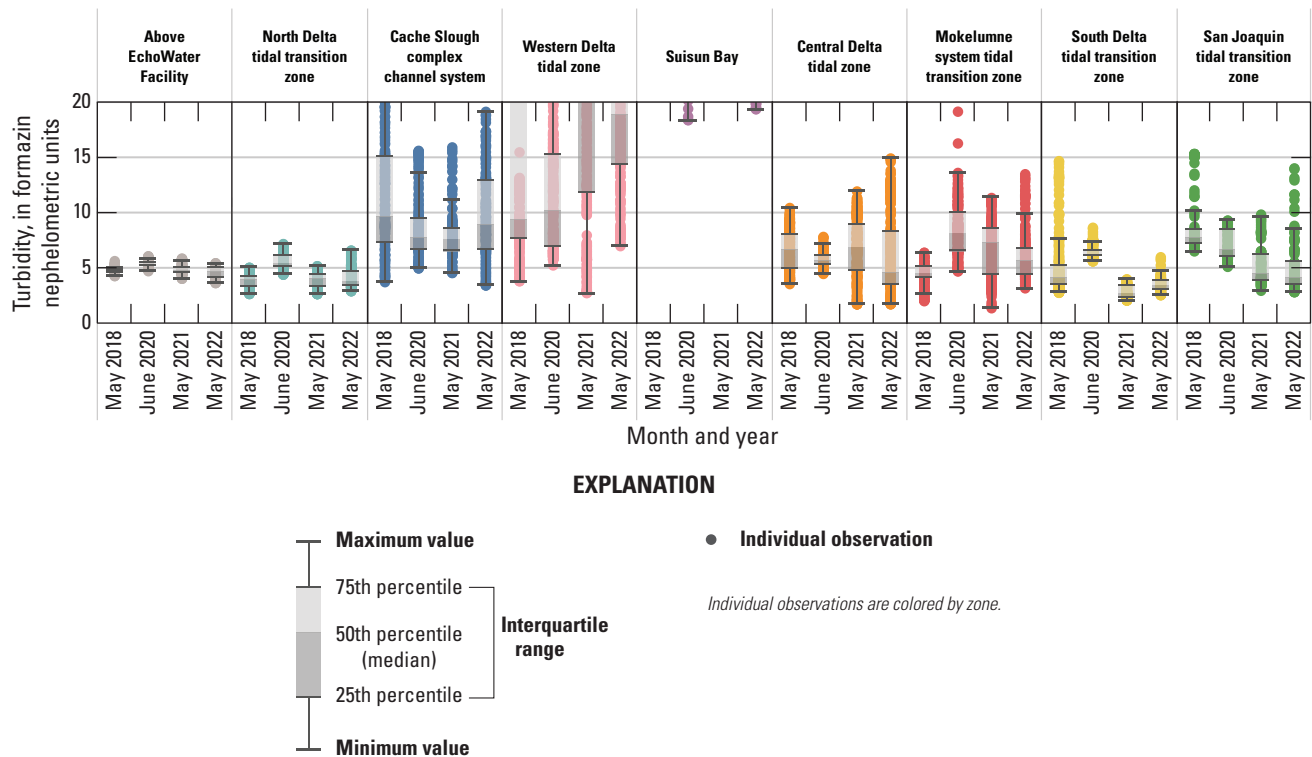 Above
EchoWater
Facility
North Delta
tidal transition
zone
Cache Slough
complex
channel system
Western Delta
tidal zone
Suisun Bay
Central Delta
tidal zone
Mokelumne
system tidal
transition zone
South Delta
tidal transition
zone
San Joaquin
tidal transition
zone
Turbidity, in formazin
nephelometric units
20
15
10
5
0
May 2018
June 2020
May 2021
May 2022
May 2018
June 2020
May 2021
May 2022
May 2018
June 2020
May 2021
May 2022
May 2018
June 2020
May 2021
May 2022
May 2018
June 2020
May 2021
May 2022
May 2018
June 2020
May 2021
May 2022
May 2018
June 2020
May 2021
May 2022
May 2018
June 2020
May 2021
May 2022
May 2018
June 2020
May 2021
May 2022
Month and year
EXPLANATION
Maximum value
75th percentile
50th percentile
(median)
25th percentile
Minimum value
Interquartile
range
Individual observation
Individual observations are colored by zone.